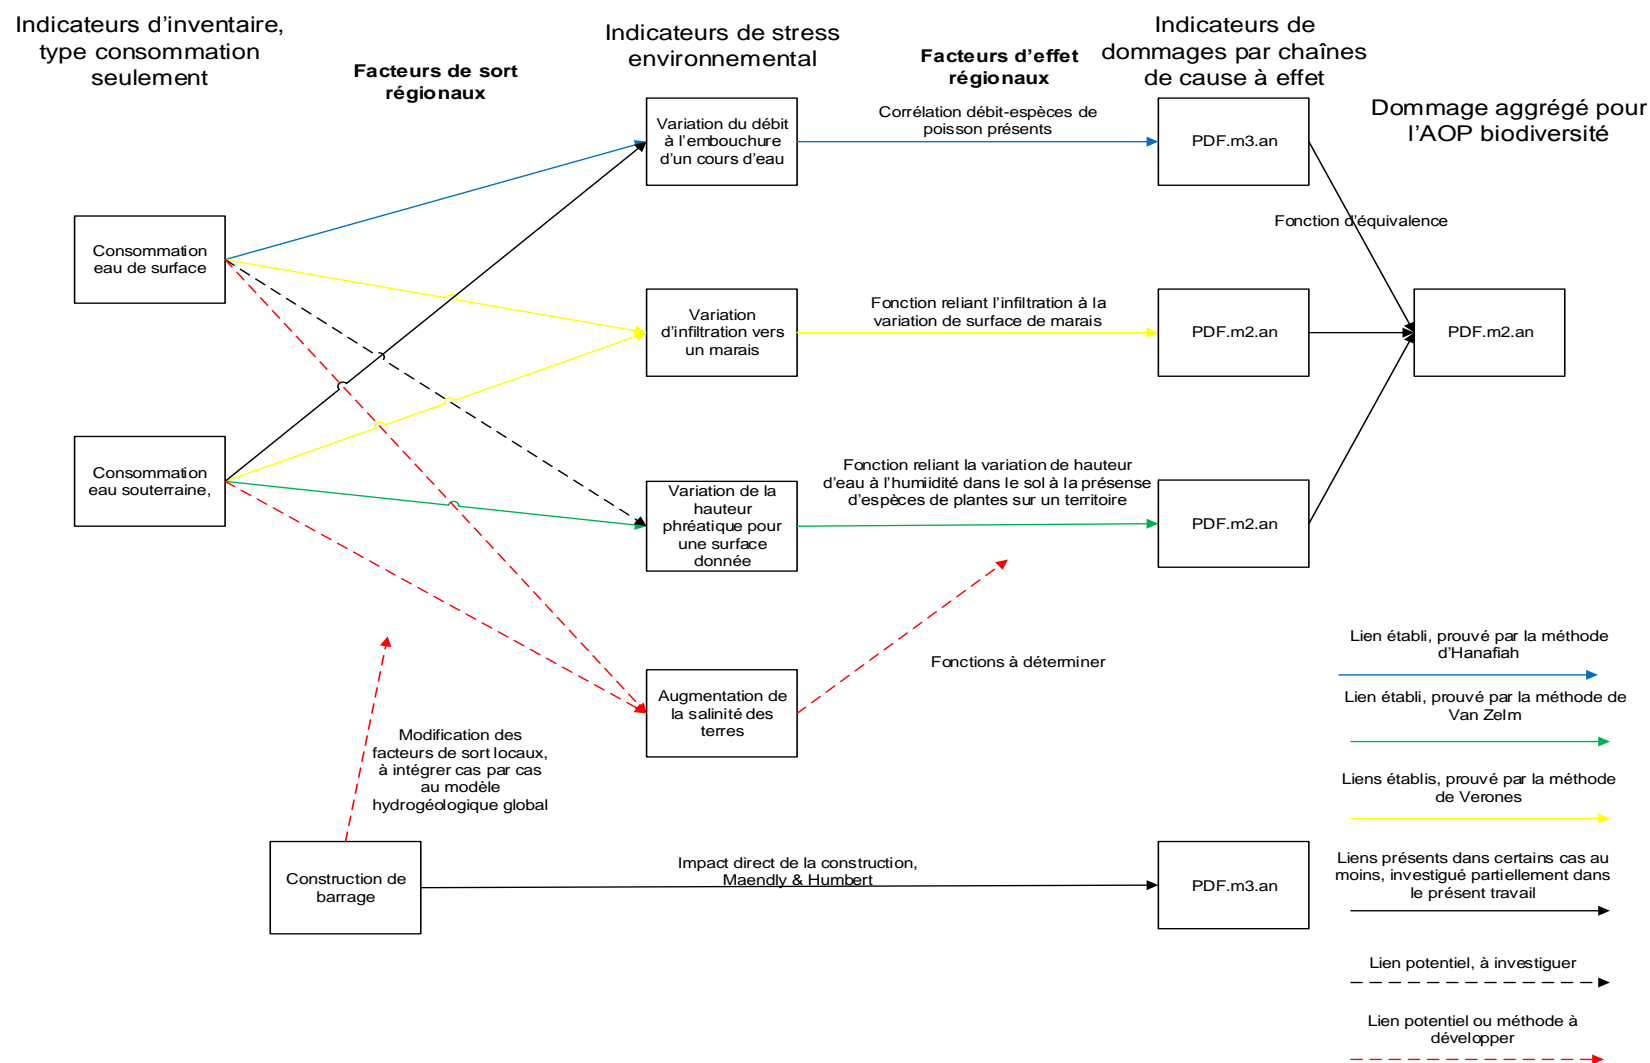 Indicateurs d'inventaire,
type consommation
seulement
Facteurs de sort
régionaux
Indicateurs de stress
environnemental
Facteurs d'effet
régionaux
Indicateurs de
dommages par chaînes
de cause à effet
Dommage aggrégé pour
l'AOP biodiversité
Consommation
eau de surface
Consommation
eau souterraine,
Variation du débit
à l'embouchure
d'un cours d'eau
Corrélation débit-espèces de
poisson présents
PDF.m3.an
Fonction d'équivalence
Variation
d'infiltration vers
un marais
Fonction reliant l'infiltration à la
variation de surface de marais
PDF.m2.an
PDF.m2.an
Variation de la
hauteur
phréatique pour
une surface
donnée
Fonction reliant la variation de hauteur
d'eau à l'humiidité dans le sol à la présense
d'espèces de plantes sur un territoire
PDF.m2.an
Augmentation de
la salinité des
terres
Fonctions à déterminer
Modification des
facteurs de sort locaux,
à intégrer cas par cas
au modèle
hydrogéologique global
Construction de
barrage
Impact direct de la construction,
Maendly & Humbert
PDF.m3.an
Lien établi, prouvé par la méthode
d'Hanafiah
Lien établi, prouvé par la méthode de
Van Zelm
Liens établis, prouvé par la méthode
de Verones
Liens présents dans certains cas au
moins, investigué partiellement dans
le présent travail
Lien potentiel, à investiguer
Lien potentiel ou méthode à
développer